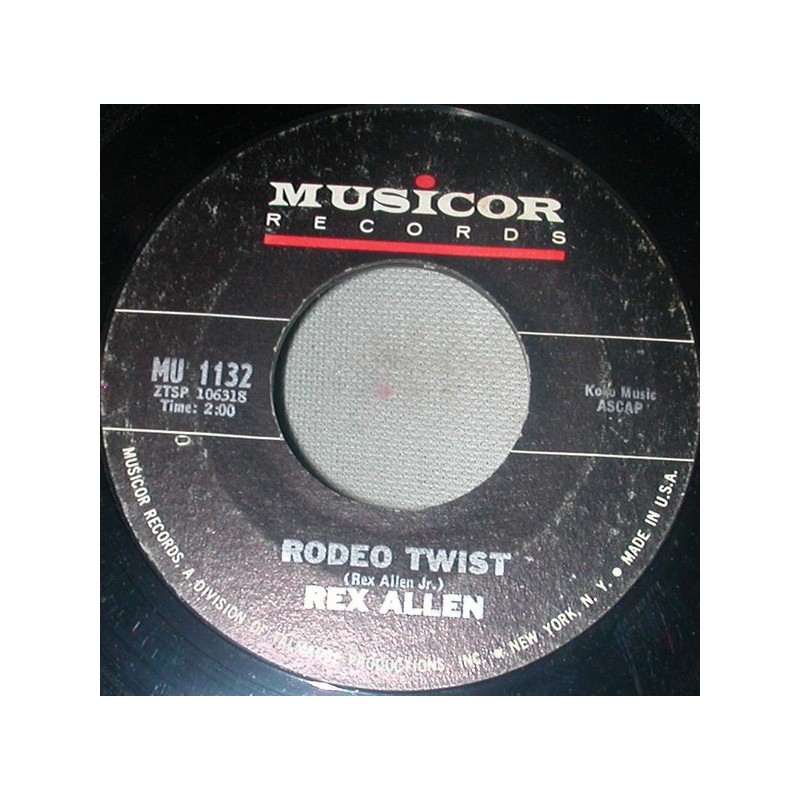 MUSICOR
RECORDS
MU 1132
ZTSP 106318
Time: 2:00
Music
ASCAP
RODEO TWIST
(Rex Allen Jr.)
REX ALLEN
MUSICOR RECORDS, A DIVISION OF PRODUCTIONS, INC. • NEW YORK, N. Y. • MADE IN U.S.A.